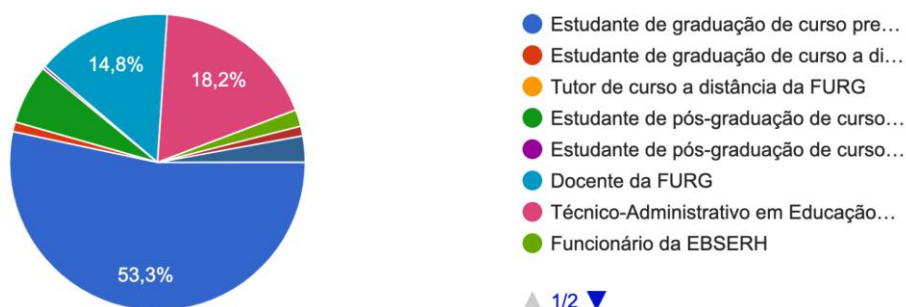 14,8%
18,2%
53,3%
Estudante de graduação de curso pre…
Estudante de graduação de curso a di…
Tutor de curso a distância da FURG
Estudante de pós-graduação de curso…
Estudante de pós-graduação de curso…
Docente da FURG
Técnico-Administrativo em Educação…
Funcionário da EBSERH
1/2